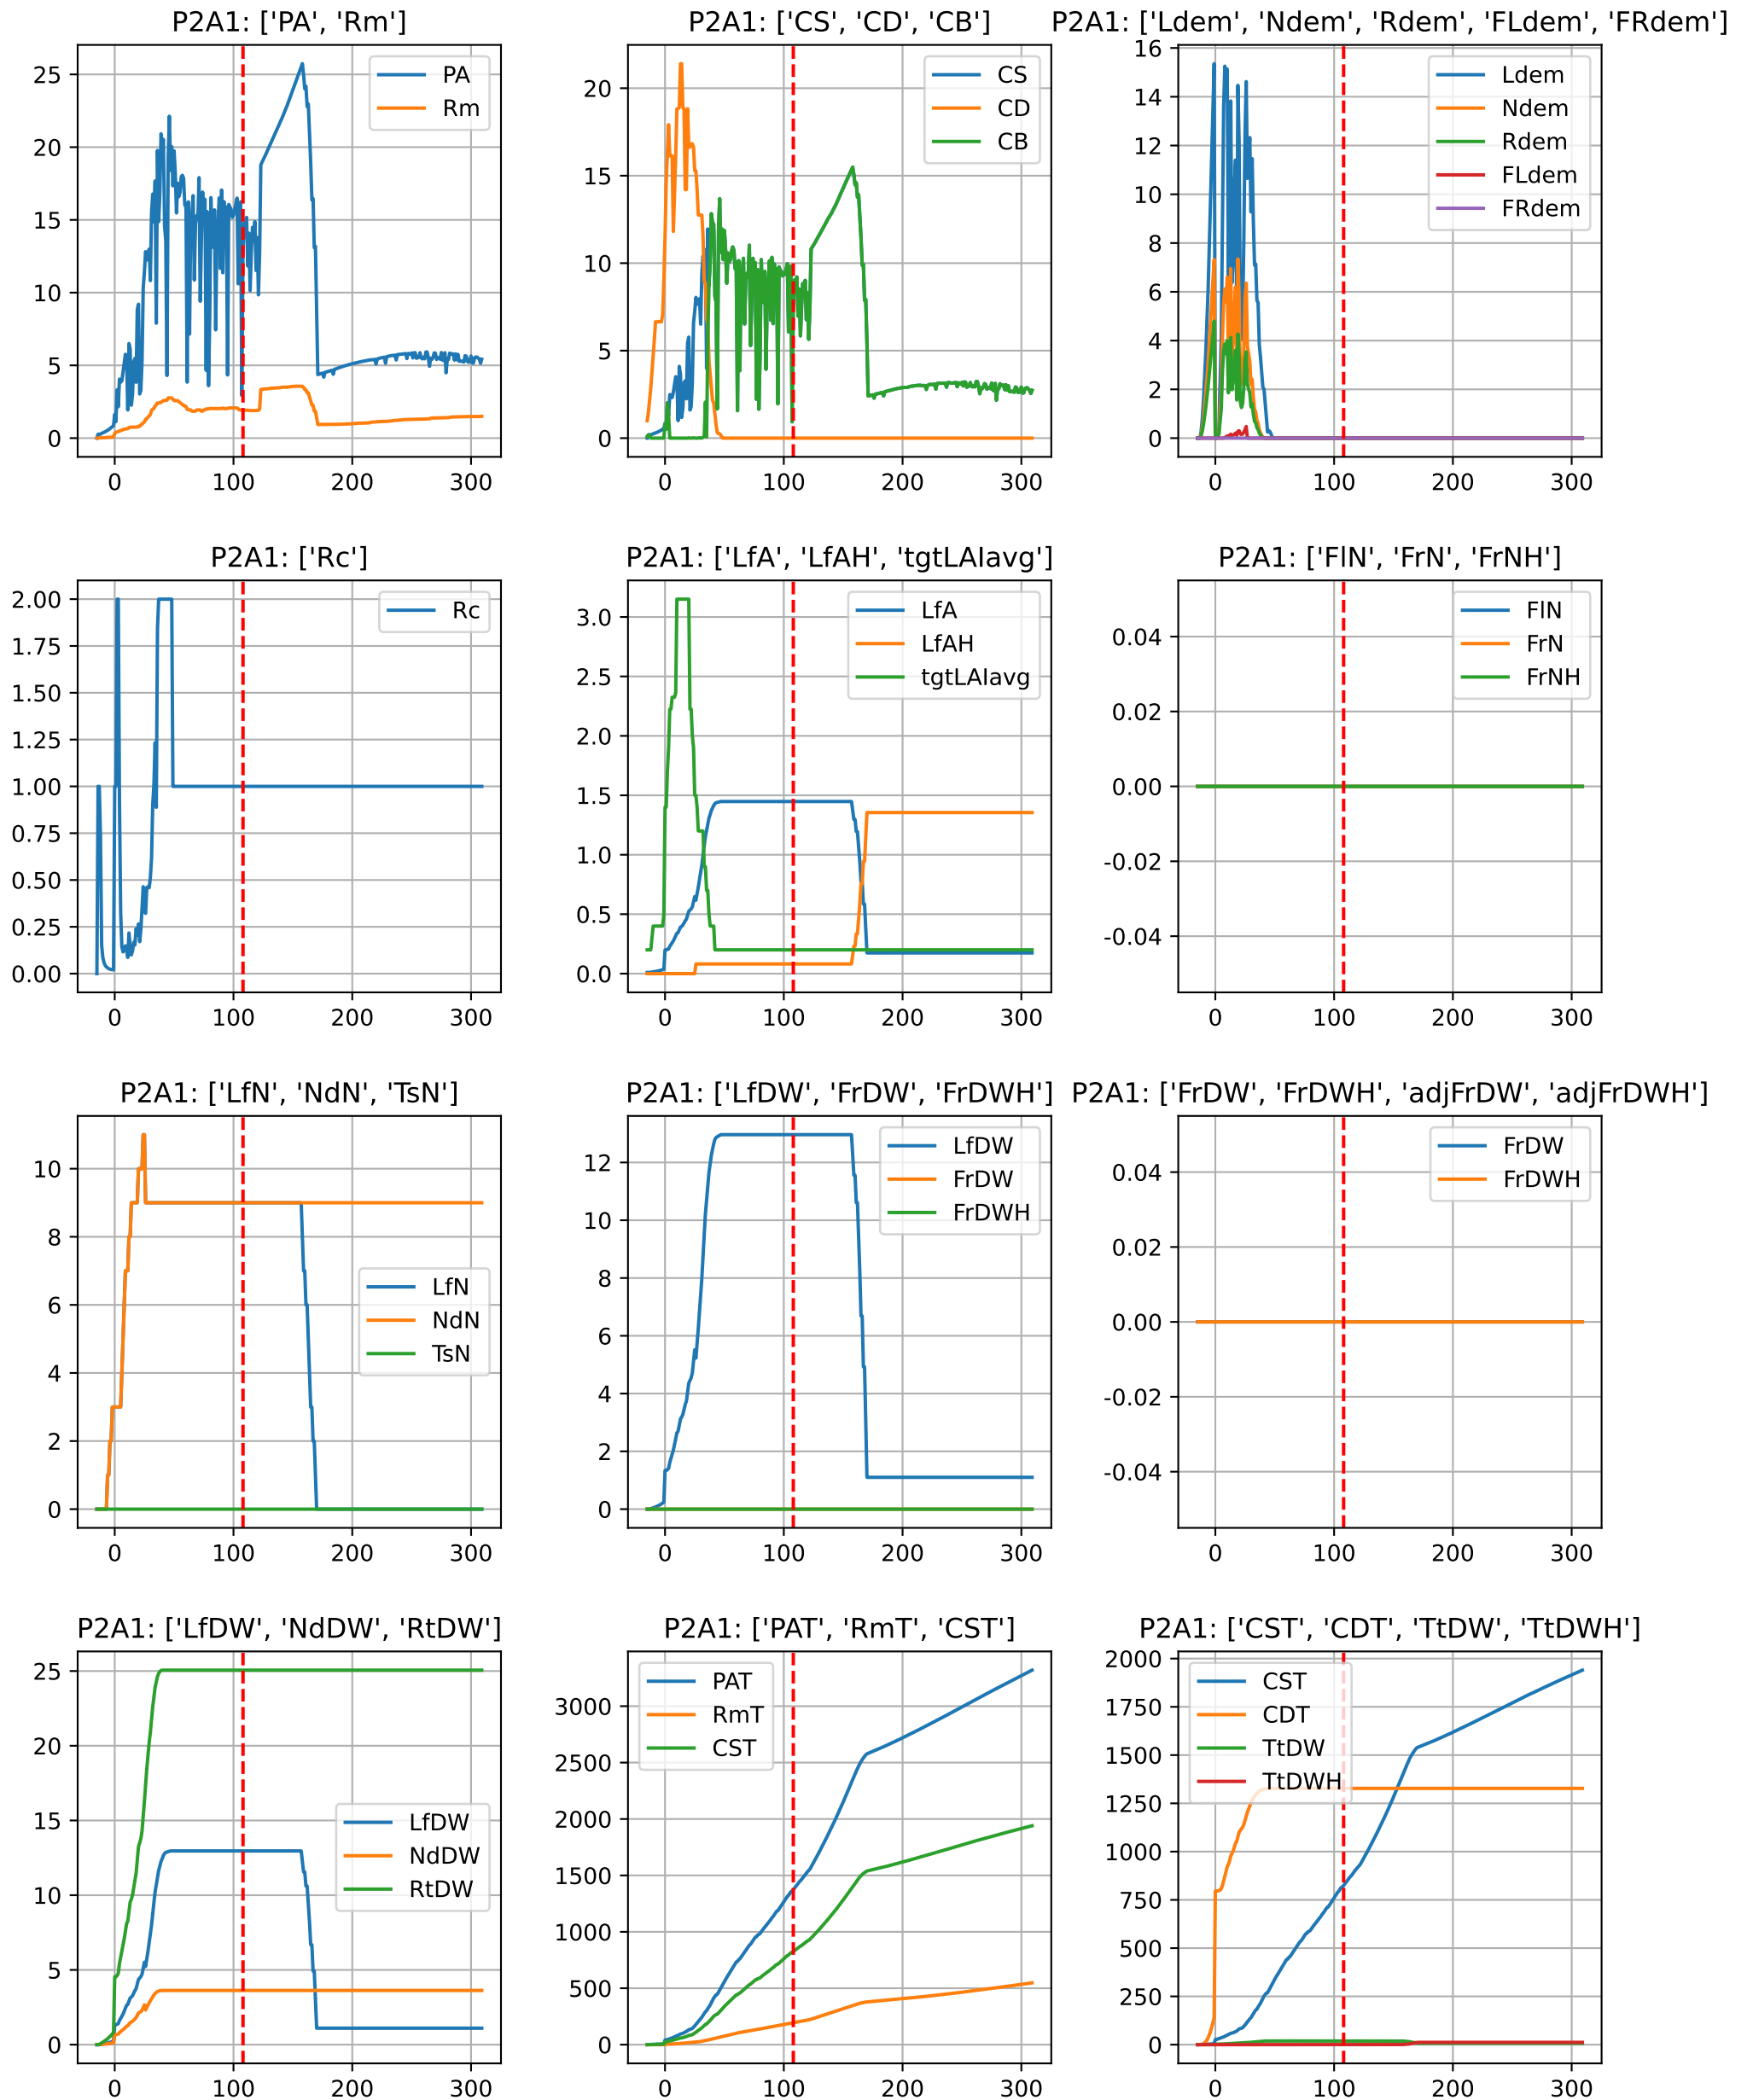 P2A1: ['PA', 'Rm']
25
20
15
10
5
0
0 100 200 300
PA
Rm
P2A1: ['CS', 'CD', 'CB']
20
15
10
5
0
0 100 200 300
CS
CD
CB
P2A1: ['Ldem', 'Ndem', 'Rdem', 'FLdem', 'FRdem']
16
14
12
10
8
6
4
2
0
0 100 200 300
Ldem
Ndem
Rdem
FLdem
FRdem
P2A1: ['Rc']
2.00
1.75
1.50
1.25
1.00
0.75
0.50
0.25
0.00
0 100 200 300
Rc
P2A1: ['LfA', 'LfAH', 'tgtLAIavg']
3.0
2.5
2.0
1.5
1.0
0.5
0.0
0 100 200 300
LfA
LfAH
tgtLAIavg
P2A1: ['FlN', 'FrN', 'FrNH']
0.04
0.02
0.00
-0.02
-0.04
0 100 200 300
FlN
FrN
FrNH
P2A1: ['LfN', 'NdN', 'TsN']
10
8
6
4
2
0
0 100 200 300
LfN
NdN
TsN
P2A1: ['LfDW', 'FrDW', 'FrDWH']
12
10
8
6
4
2
0
0 100 200 300
LfDW
FrDW
FrDWH
P2A1: ['FrDW', 'FrDWH', 'adjFrDW', 'adjFrDWH']
0.04
0.02
0.00
-0.02
-0.04
0 100 200 300
FrDW
FrDWH
P2A1: ['LfDW', 'NdDW', 'RtDW']
25
20
15
10
5
0
0 100 200 300
LfDW
NdDW
RtDW
P2A1: ['PAT', 'RmT', 'CST']
3000
2500
2000
1500
1000
500
0
0 100 200 300
PAT
RmT
CST
P2A1: ['CST', 'CDT', 'TtDW', 'TtDWH']
2000
1750
1500
1250
1000
750
500
250
0
0 100 200 300
CST
CDT
TtDW
TtDWH